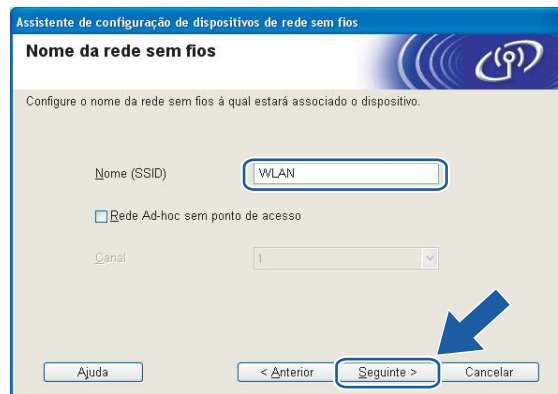 Assistente de configuração de dispositivos de rede sem fios
Nome da rede sem fios
Configure o nome da rede sem fios à qual estará associado o dispositivo.
Nome (SSID)
WLAN
Rede Ad-hoc sem ponto de acesso
Canal
1
Ajuda
< Anterior
Seguinte >
Cancelar